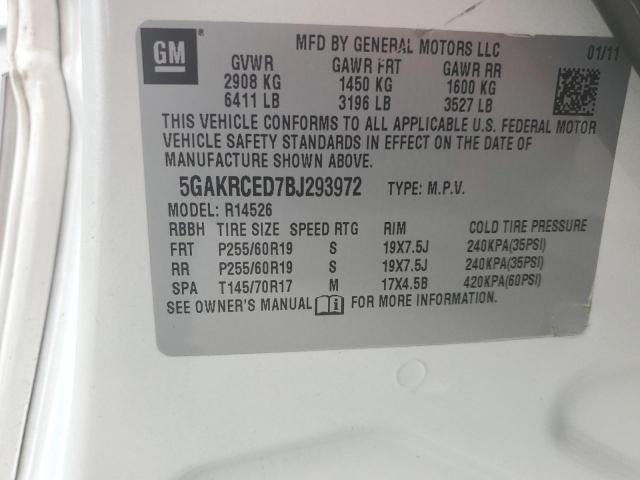 GM
MFD BY GENERAL MOTORS LLC
01/11
GVWR GAWR FRT GAWR RR
2908 KG 1450 KG 1600 KG
6411 LB 3196 LB 3527 LB
THIS VEHICLE CONFORMS TO ALL APPLICABLE U.S. FEDERAL MOTOR
VEHICLE SAFETY STANDARDS IN EFFECT ON THE DATE OF
MANUFACTURE SHOWN ABOVE.
5GAKRCED7BJ293972 TYPE: M.P.V.
MODEL: R14526
RBBH TIRE SIZE SPEED RTG RIM COLD TIRE PRESSURE
FRT P255/60R19 S 19X7.5J 240KPA(35PSI)
RR P255/60R19 S 19X7.5J 240KPA(35PSI)
SPA T145/70R17 M 17X4.5B 420KPA(60PSI)
SEE OWNER'S MANUAL i FOR MORE INFORMATION.